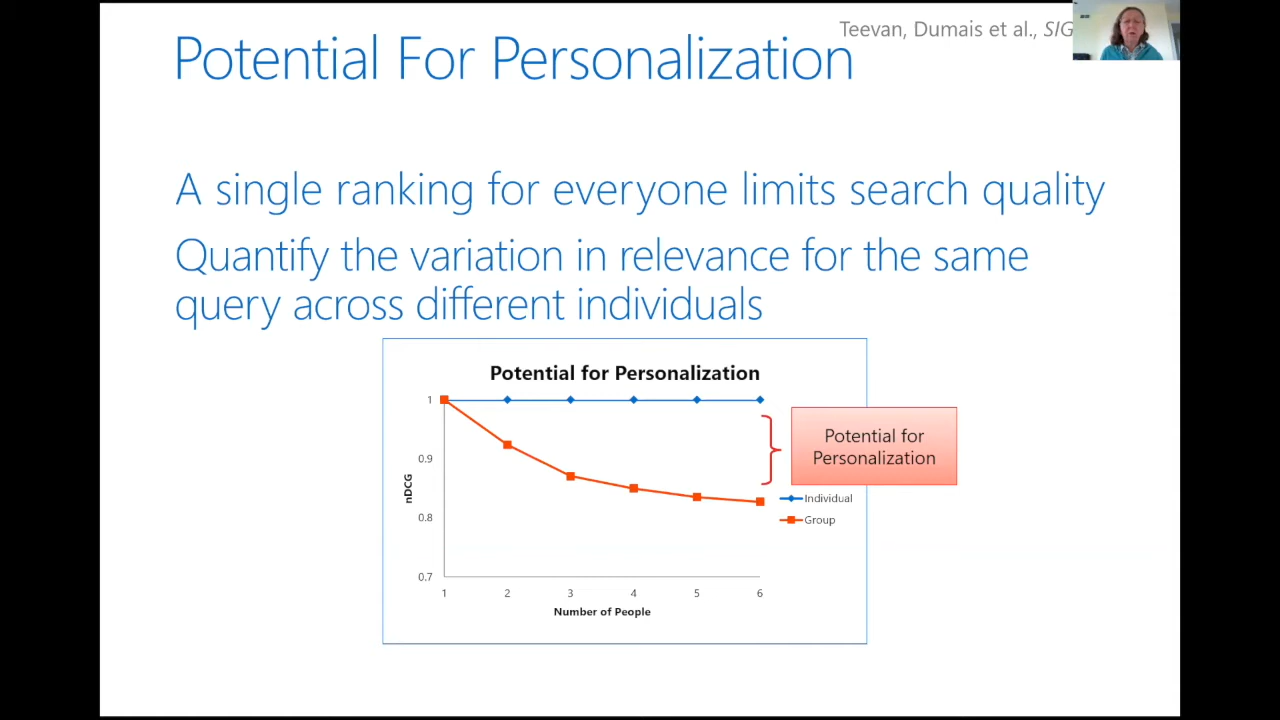 Teevan, Dumais et al., SIG
Potential For Personalization
A single ranking for everyone limits search quality
Quantify the variation in relevance for the same
query across different individuals
Potential for Personalization
1
0.9
0.8
0.7
nDCG
1 2 3 4 5 6
Number of People
Potential for
Personalization
Individual
Group